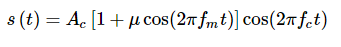 s (t) = A_c [1 + μ cos(2πf_m t)] cos(2πf_c t)